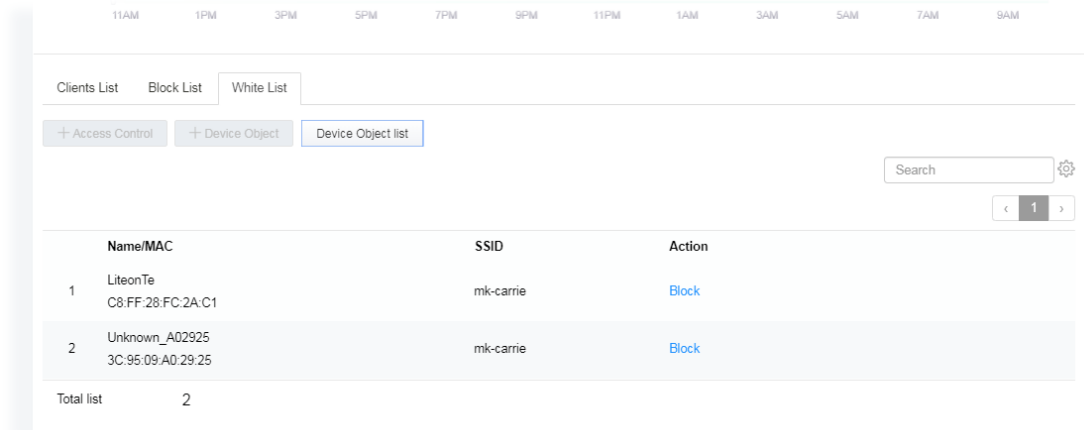 11AM 1PM 3PM 5PM 7PM 9PM 11PM 1AM 3AM 5AM 7AM 9AM
Clients List Block List White List
+ Access Control + Device Object Device Object list
Search
‹ 1 ›
Name/MAC SSID Action
1 LiteonTe mk-carrie Block
C8:FF:28:FC:2A:C1
2 Unknown_A02925 mk-carrie Block
3C:95:09:A0:29:25
Total list 2